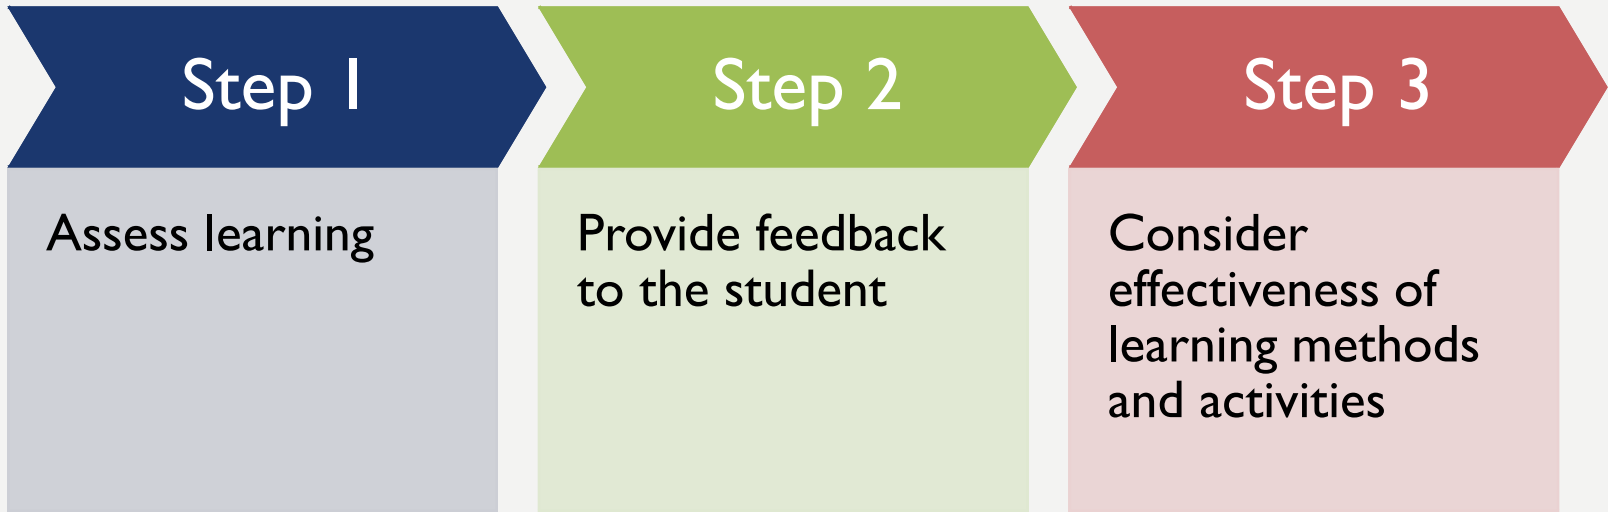 Step 1
Assess learning
Step 2
Provide feedback
to the student
Step 3
Consider
effectiveness of
learning methods
and activities